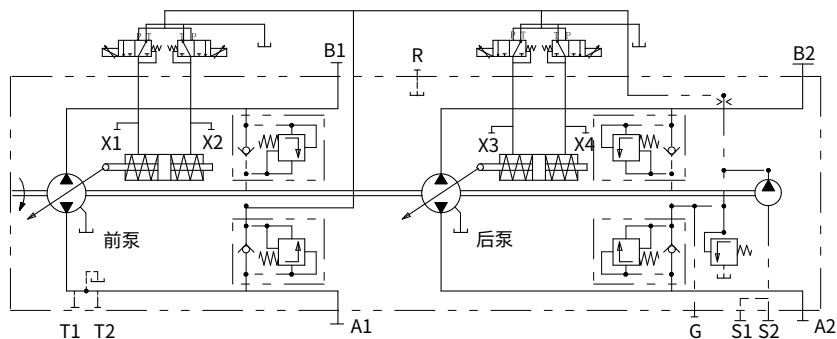 P T T P P T T P
B1 R B2
X1 X2 X3 X4
前泵 后泵
T1 T2 A1 G S1 S2 A2